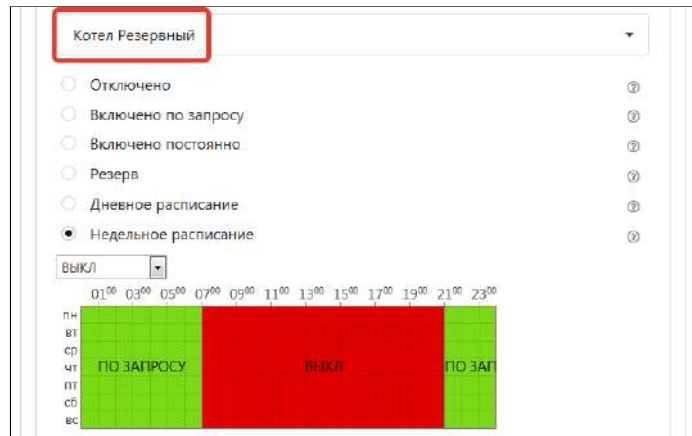 Котел Резервный
Отключено
Включено по запросу
Включено постоянно
Резерв
Дневное расписание
Недельное расписание
ВЫКЛ
01⁰⁰ 03⁰⁰ 05⁰⁰ 07⁰⁰ 09⁰⁰ 11⁰⁰ 13⁰⁰ 15⁰⁰ 17⁰⁰ 19⁰⁰ 21⁰⁰ 23⁰⁰
пн
вт
ср
чт ПО ЗАПРОСУ ВЫКЛ ПО ЗАП
пт
сб
вс